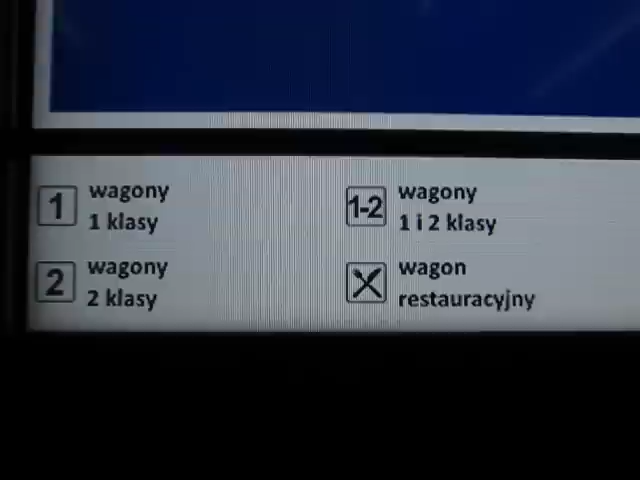 1 wagony
1 klasy
1-2 wagony
1 i 2 klasy
2 wagony
2 klasy
wagon
restauracyjny